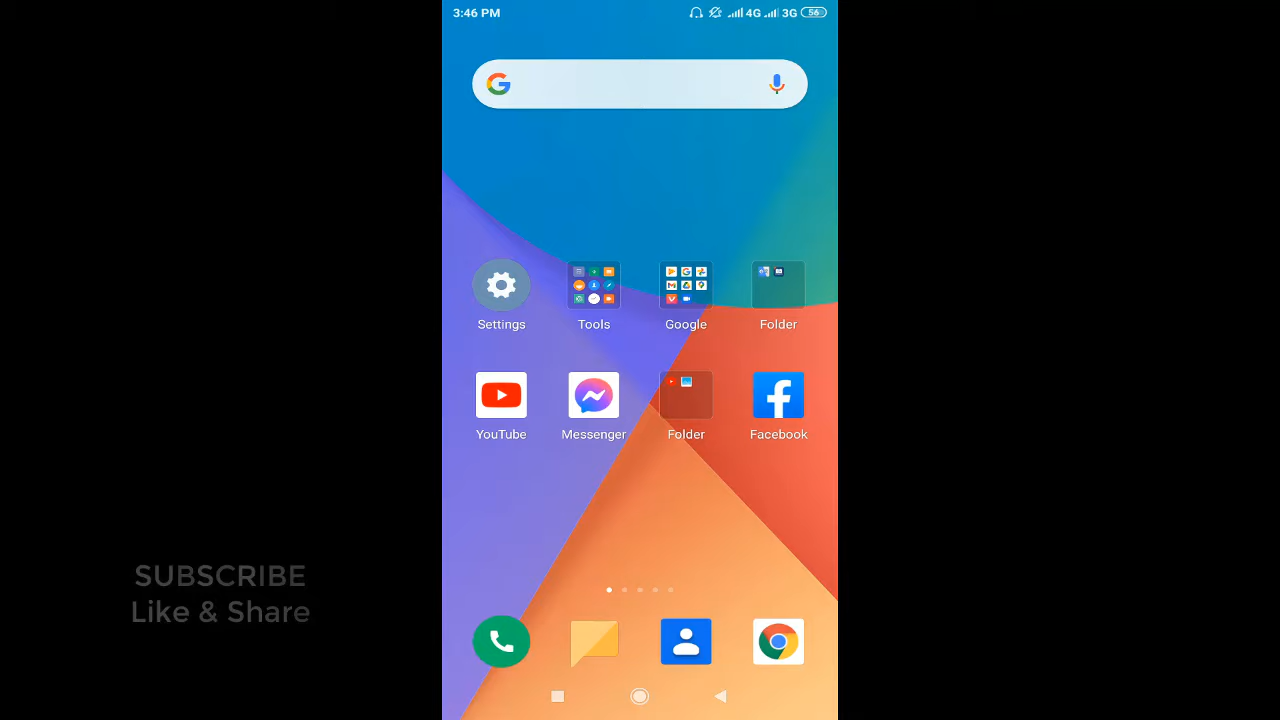 3:46 PM
4G 3G 56
Settings
Tools
Google
Folder
YouTube
Messenger
Folder
Facebook
SUBSCRIBE
Like & Share